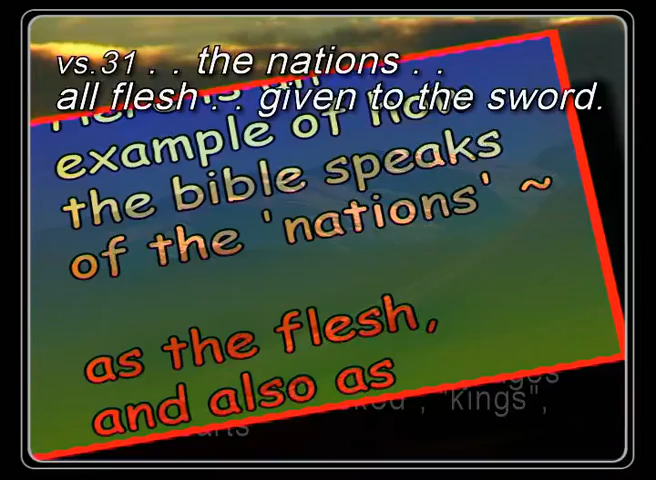 vs.31 . . the nations . .
all flesh . . given to the sword.
example of how
the bible speaks
of the 'nations' ~
as the flesh,
and also as
"kings",